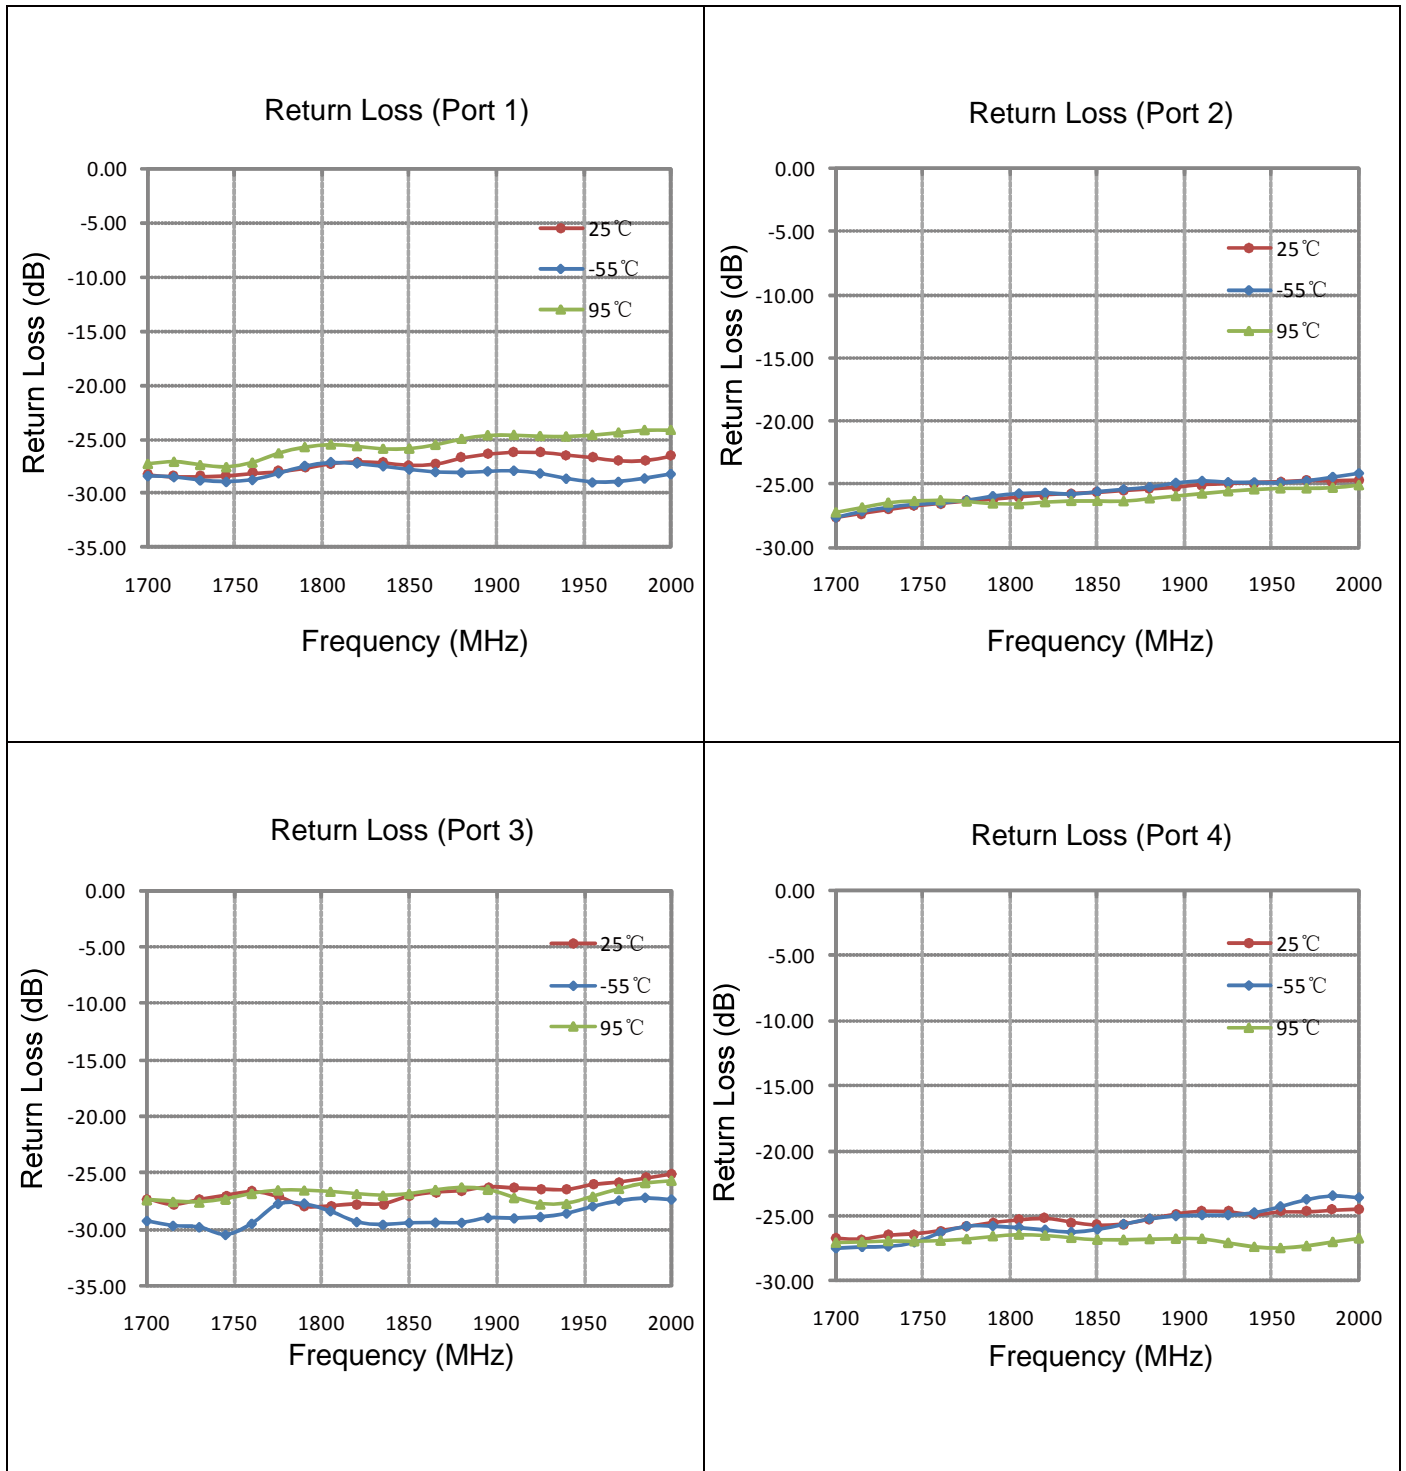 Return Loss (Port 1)
Return Loss (dB)
0.00
-5.00
-10.00
-15.00
-20.00
-25.00
-30.00
-35.00
25℃
-55℃
95℃
1700 1750 1800 1850 1900 1950 2000
Frequency (MHz)
Return Loss (Port 2)
Return Loss (dB)
0.00
-5.00
-10.00
-15.00
-20.00
-25.00
-30.00
25℃
-55℃
95℃
1700 1750 1800 1850 1900 1950 2000
Frequency (MHz)
Return Loss (Port 3)
Return Loss (dB)
0.00
-5.00
-10.00
-15.00
-20.00
-25.00
-30.00
-35.00
25℃
-55℃
95℃
1700 1750 1800 1850 1900 1950 2000
Frequency (MHz)
Return Loss (Port 4)
Return Loss (dB)
0.00
-5.00
-10.00
-15.00
-20.00
-25.00
-30.00
25℃
-55℃
95℃
1700 1750 1800 1850 1900 1950 2000
Frequency (MHz)